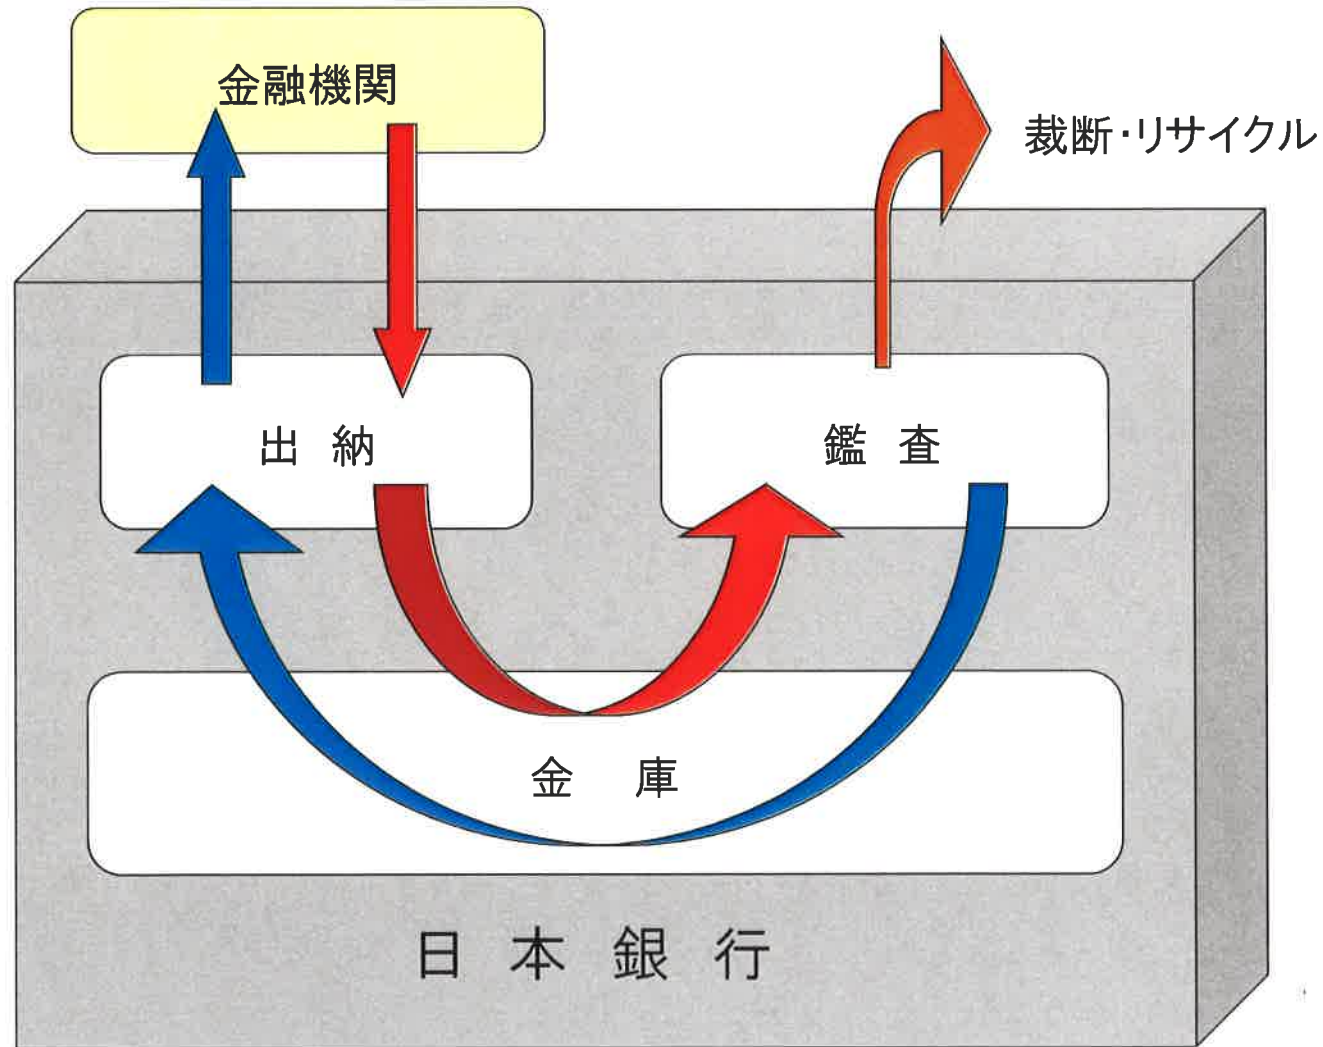 金融機関
裁断・リサイクル
出納
鑑査
金庫
日本銀行